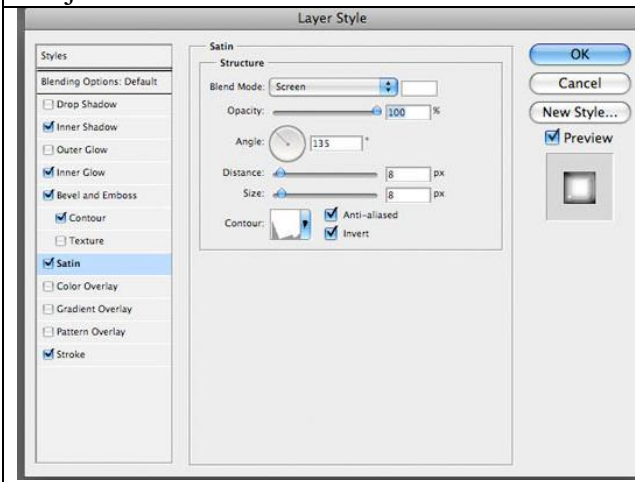 Layer Style
Styles
Blending Options: Default
Drop Shadow
Inner Shadow
Outer Glow
Inner Glow
Bevel and Emboss
Contour
Texture
Satin
Color Overlay
Gradient Overlay
Pattern Overlay
Stroke
Satin
Structure
Blend Mode: Screen
Opacity: 100 %
Angle: 135 °
Distance: 8 px
Size: 8 px
Contour: Anti-aliased
Invert
OK
Cancel
New Style...
Preview